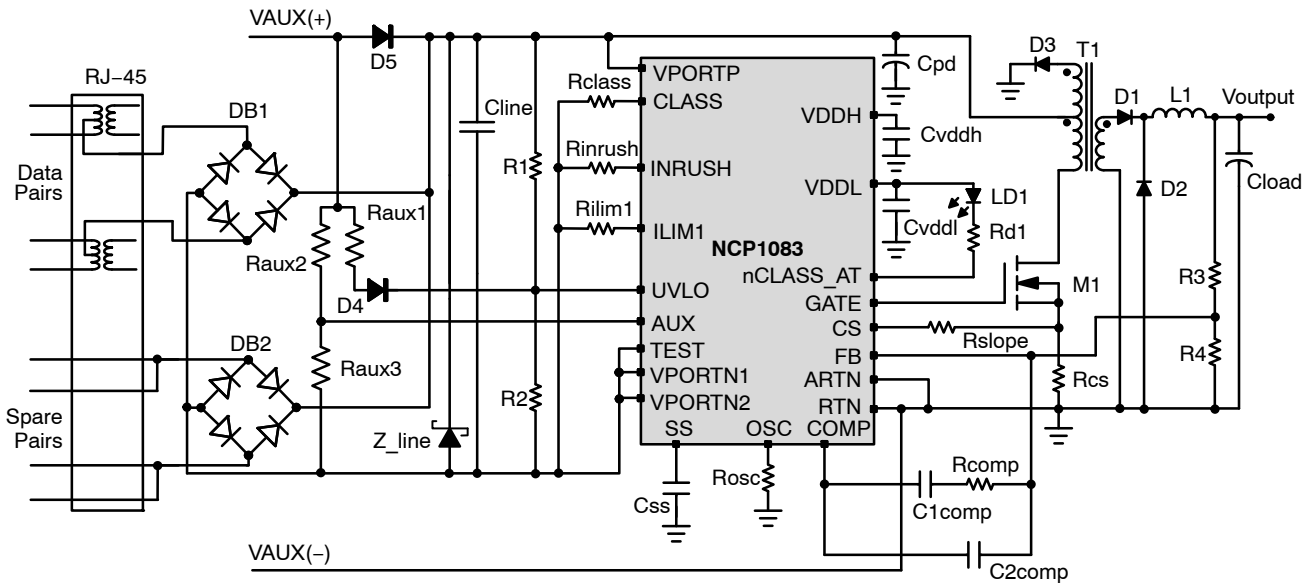 VAUX(+)
D5
RJ−45
DB1
Data
Pairs
Raux1
Raux2
D4
DB2
Raux3
Spare
Pairs
Z_line
Cline
R1
R2
Rclass
Rinrush
Rilim1
VPORTP
CLASS
INRUSH
ILIM1
NCP1083
UVLO
AUX
TEST
VPORTN1
VPORTN2
SS
OSC
COMP
VDDH
VDDL
nCLASS_AT
GATE
CS
FB
ARTN
RTN
Cpd
Cvddh
Cvddl
LD1
Rd1
D3
T1
D1
L1
Voutput
D2
Cload
M1
R3
R4
Rslope
Rcs
Css
Rosc
Rcomp
C1comp
C2comp
VAUX(−)